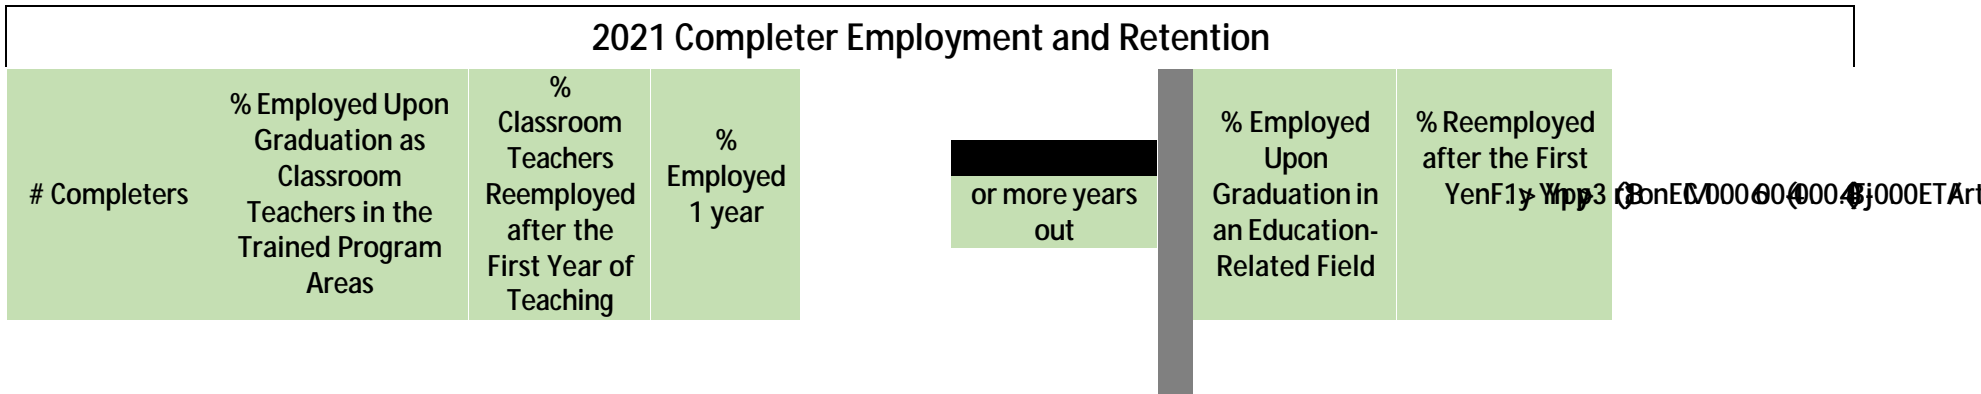 2021 Completer Employment and Retention
# Completers
% Employed Upon
Graduation as
Classroom
Teachers in the
Trained Program
Areas
%
Classroom
Teachers
Reemployed
after the
First Year of
Teaching
%
Employed
1 year
or more years
out
% Employed
Upon
Graduation in
an Education-
Related Field
% Reemployed
after the First